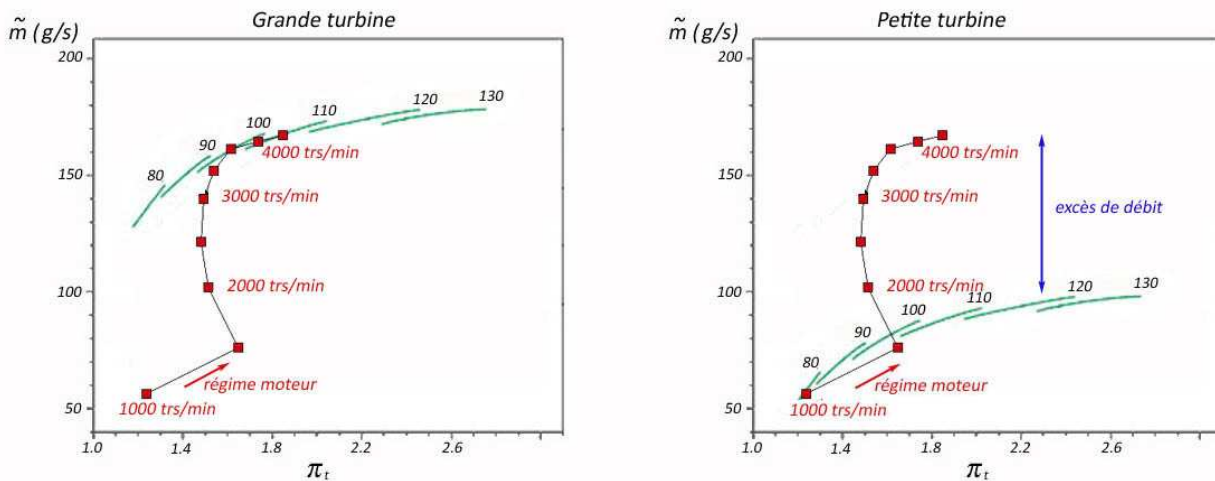 Grande turbine
m̃ (g/s)
200
150
100
50
80
90
100
110
120
130
4000 trs/min
3000 trs/min
2000 trs/min
régime moteur
1000 trs/min
1.0
1.4
1.8
2.2
2.6
π_t
Petite turbine
m̃ (g/s)
200
150
100
50
4000 trs/min
3000 trs/min
excès de débit
2000 trs/min
80
90
100
110
120
130
régime moteur
1000 trs/min
1.0
1.4
1.8
2.2
2.6
π_t